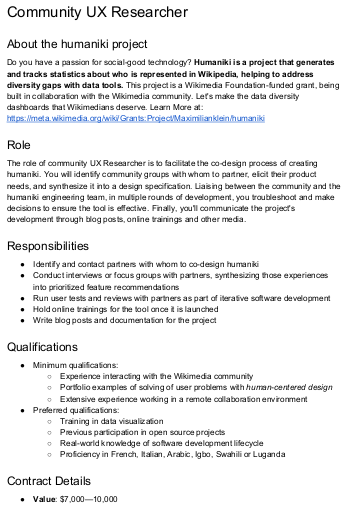 Community UX Researcher
About the humaniki project
Do you have a passion for social-good technology? Humaniki is a project that generates
and tracks statistics about who is represented in Wikipedia, helping to address
diversity gaps with data tools. This project is a Wikimedia Foundation-funded grant, being
built in collaboration with the Wikimedia community. Let's make the data diversity
dashboards that Wikimedians deserve. Learn More at:
https://meta.wikimedia.org/wiki/Grants:Project/Maximilianklein/humaniki
Role
The role of community UX Researcher is to facilitate the co-design process of creating
humaniki. You will identify community groups with whom to partner, elicit their product
needs, and synthesize it into a design specification. Liaising between the community and the
humaniki engineering team, in multiple rounds of development, you troubleshoot and make
decisions to ensure the tool is effective. Finally, you'll communicate the project's
development through blog posts, online trainings and other media.
Responsibilities
● Identify and contact partners with whom to co-design humaniki
● Conduct interviews or focus groups with partners, synthesizing those experiences
into prioritized feature recommendations
● Run user tests and reviews with partners as part of iterative software development
● Hold online trainings for the tool once it is launched
● Write blog posts and documentation for the project
Qualifications
● Minimum qualifications:
○ Experience interacting with the Wikimedia community
○ Portfolio examples of solving of user problems with human-centered design
○ Extensive experience working in a remote collaboration environment
● Preferred qualifications:
○ Training in data visualization
○ Previous participation in open source projects
○ Real-world knowledge of software development lifecycle
○ Proficiency in French, Italian, Arabic, Igbo, Swahili or Luganda
Contract Details
● Value: $7,000—10,000